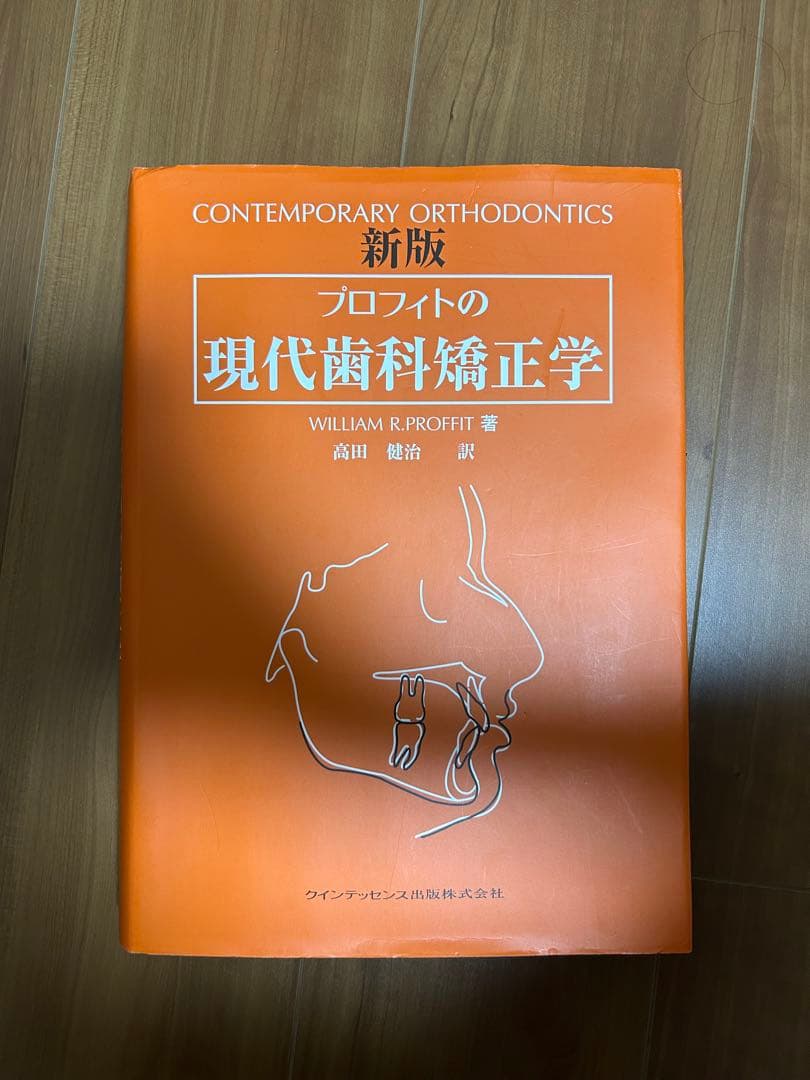 CONTEMPORARY ORTHODONTICS
新版
プロフィトの
現代歯科矯正学
WILLIAM R.PROFFIT 著
高田 健治 訳
クインテッセンス出版株式会社